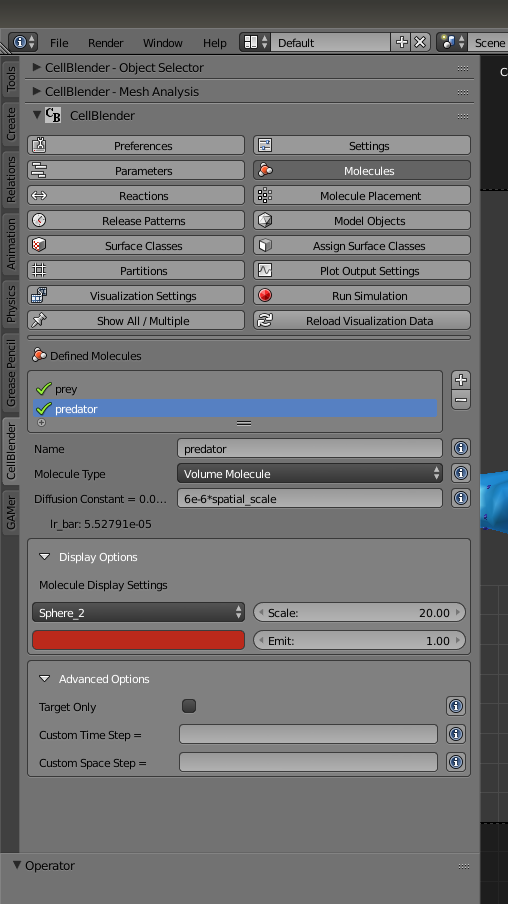 File Render Window Help Default Scene
CellBlender - Object Selector
C
CellBlender - Mesh Analysis
CB CellBlender
Preferences Settings
Parameters Molecules
Reactions Molecule Placement
Release Patterns Model Objects
Surface Classes Assign Surface Classes
Partitions Plot Output Settings
Visualization Settings Run Simulation
Show All / Multiple Reload Visualization Data
Defined Molecules
prey
predator
Name predator
Molecule Type Volume Molecule
Diffusion Constant = 0.0... 6e-6*spatial_scale
lr_bar: 5.52791e-05
Display Options
Molecule Display Settings
Sphere_2 Scale: 20.00
Emit: 1.00
Advanced Options
Target Only
Custom Time Step =
Custom Space Step =
Operator
Tools
Create
Relations
Animation
Physics
Grease Pencil
CellBlender
GAMer